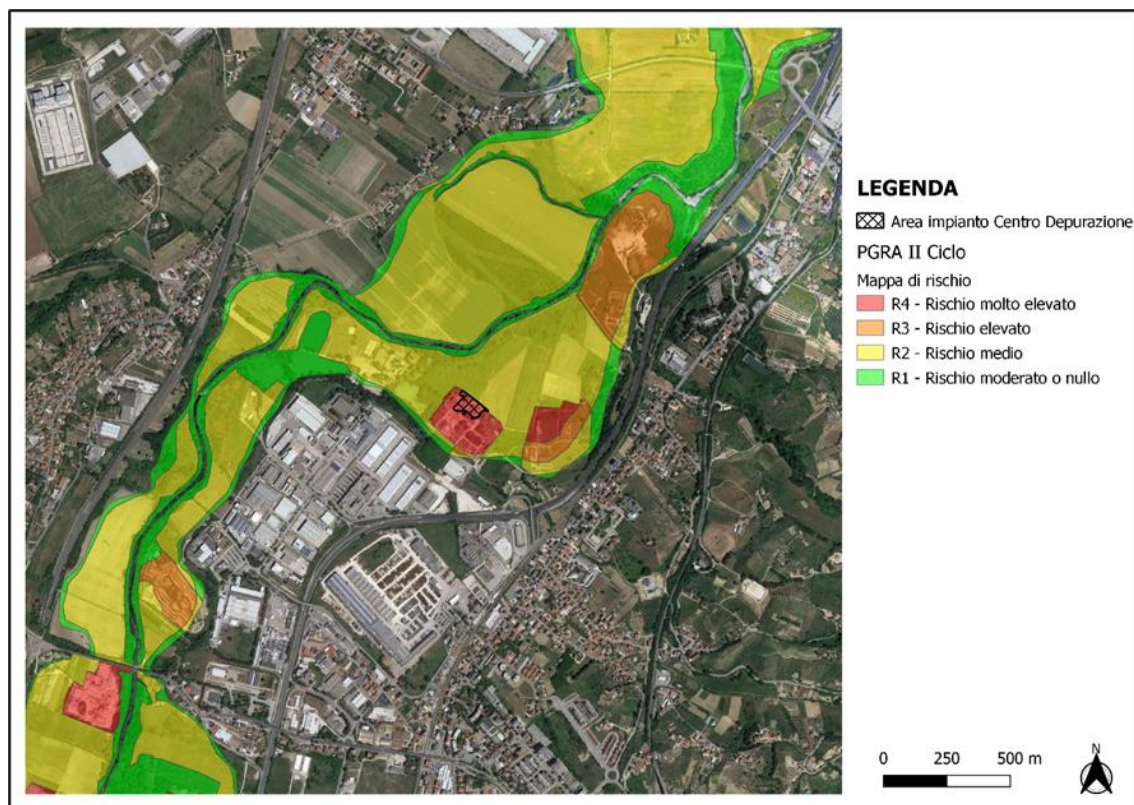 LEGENDA
Area impianto Centro Depurazione
PGRA II Ciclo
Mappa di rischio
R4 - Rischio molto elevato
R3 - Rischio elevato
R2 - Rischio medio
R1 - Rischio moderato o nullo
0 250 500 m
N